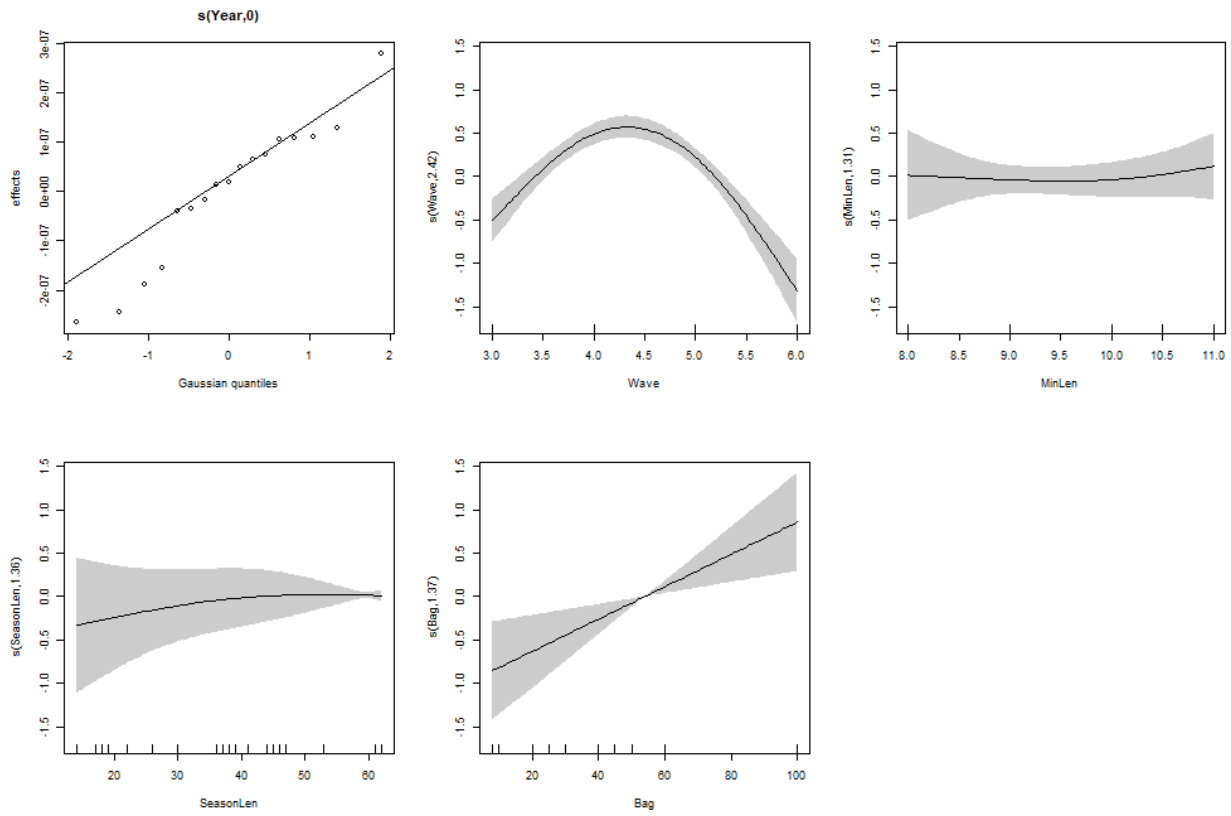 s(Year,0)
effects
-2e-07 -1e-07 0e+00 1e-07 2e-07 3e-07
-2 -1 0 1 2
Gaussian quantiles
s(Wave,2.42)
-1.5 -1.0 -0.5 0.0 0.5 1.0 1.5
3.0 3.5 4.0 4.5 5.0 5.5 6.0
Wave
s(MinLen,1.31)
-1.5 -1.0 -0.5 0.0 0.5 1.0 1.5
8.0 8.5 9.0 9.5 10.0 10.5 11.0
MinLen
s(SeasonLen,1.36)
-1.5 -1.0 -0.5 0.0 0.5 1.0 1.5
20 30 40 50 60
SeasonLen
s(Bag,1.37)
-1.5 -1.0 -0.5 0.0 0.5 1.0 1.5
20 40 60 80 100
Bag